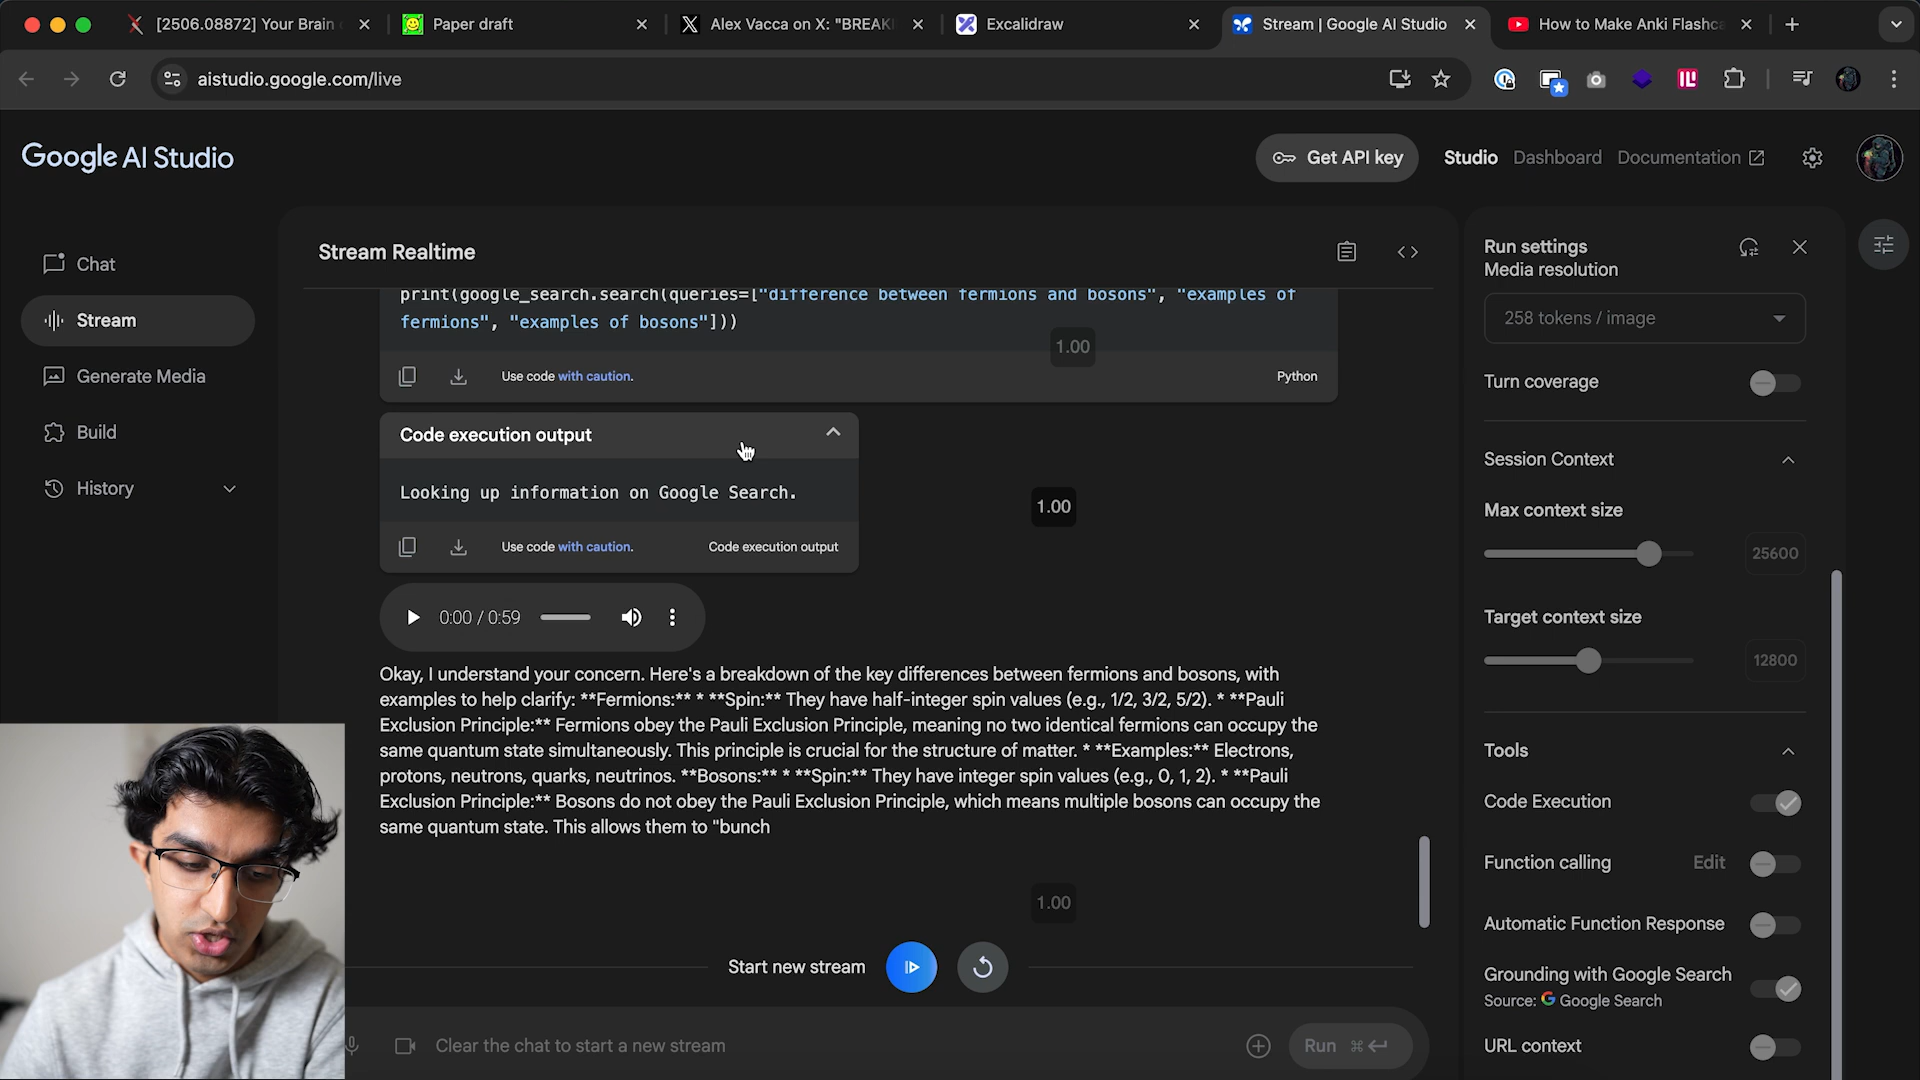 [2506.08872] Your Brain
Paper draft
Alex Vacca on X: "BREAKI
Excalidraw
Stream | Google AI Studio
How to Make Anki Flashca
aistudio.google.com/live
Google AI Studio
Get API key
Studio
Dashboard
Documentation
Chat
Stream
Generate Media
Build
History
Stream Realtime
print(google_search.search(queries=["difference between fermions and bosons", "examples of
fermions", "examples of bosons"]))
1.00
Use code with caution.
Python
Code execution output
Looking up information on Google Search.
1.00
Use code with caution.
Code execution output
0:00 / 0:59
Okay, I understand your concern. Here's a breakdown of the key differences between fermions and bosons, with
examples to help clarify: **Fermions:** * **Spin:** They have half-integer spin values (e.g., 1/2, 3/2, 5/2). * **Pauli
Exclusion Principle:** Fermions obey the Pauli Exclusion Principle, meaning no two identical fermions can occupy the
same quantum state simultaneously. This principle is crucial for the structure of matter. * **Examples:** Electrons,
protons, neutrons, quarks, neutrinos. **Bosons:** * **Spin:** They have integer spin values (e.g., 0, 1, 2). * **Pauli
Exclusion Principle:** Bosons do not obey the Pauli Exclusion Principle, which means multiple bosons can occupy the
same quantum state. This allows them to "bunch
1.00
Start new stream
Clear the chat to start a new stream
Run ⌘↵
Run settings
Media resolution
258 tokens / image
Turn coverage
Session Context
Max context size
25600
Target context size
12800
Tools
Code Execution
Function calling
Edit
Automatic Function Response
Grounding with Google Search
Source: G Google Search
URL context